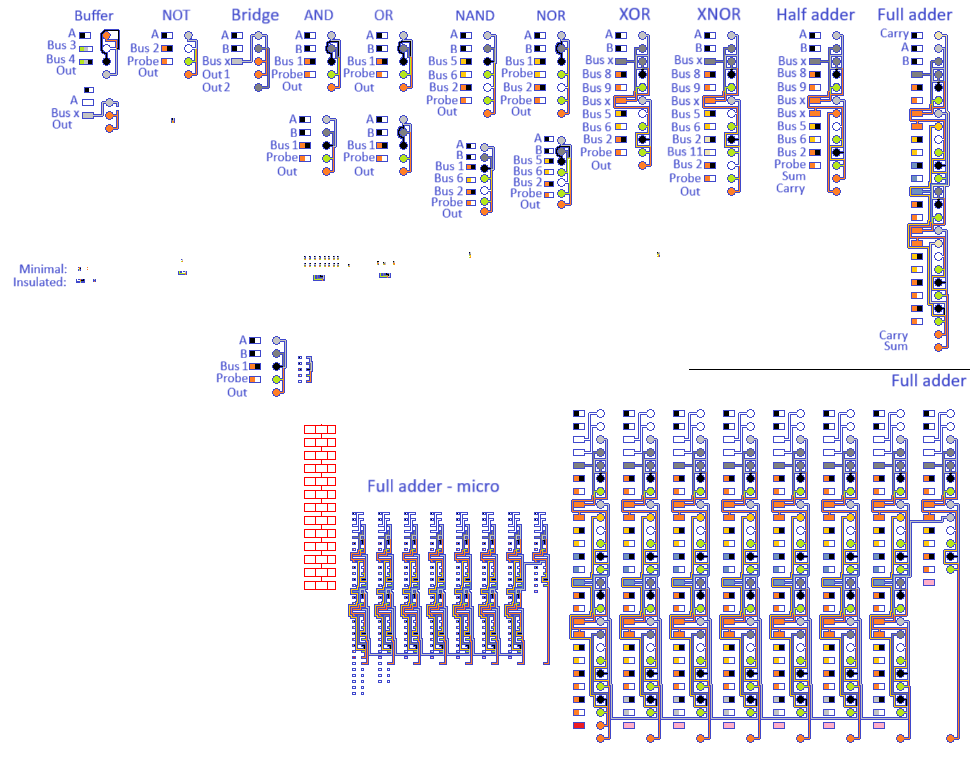 Buffer NOT Bridge AND OR NAND NOR XOR XNOR Half adder Full adder
A
Bus 3
Bus 4
Out
A
Bus x
Out
A
Bus 2
Probe
Out
A
B
Bus x
Out 1
Out 2
A
B
Bus 1
Probe
Out
A
B
Bus 1
Probe
Out
A
B
Bus 1
Probe
Out
A
B
Bus 1
Probe
Out
A
B
Bus 5
Bus 6
Bus 2
Probe
Out
A
B
Bus 1
Bus 6
Bus 2
Probe
Out
A
B
Bus 1
Bus 6
Bus 2
Probe
Out
A
B
Bus 5
Bus 6
Bus 2
Probe
Out
A
B
Bus x
Bus 8
Bus 9
Bus x
Bus 5
Bus 6
Bus 2
Probe
Out
A
B
Bus x
Bus 8
Bus 9
Bus x
Bus 5
Bus 6
Bus 2
Bus 11
Bus 2
Probe
Out
A
B
Bus x
Bus 8
Bus 9
Bus x
Bus 5
Bus 6
Bus 2
Probe
Sum
Carry
Carry
A
B
Carry
Sum
Minimal:
Insulated:
A
B
Bus 1
Probe
Out
Full adder
Full adder - micro